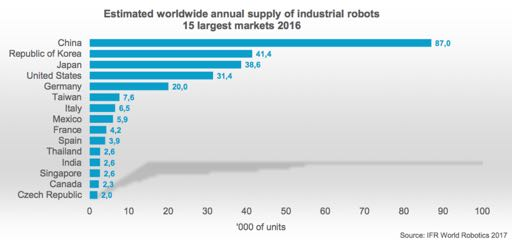 Estimated worldwide annual supply of industrial robots
15 largest markets 2016
China 87,0
Republic of Korea 41,4
Japan 38,6
United States 31,4
Germany 20,0
Taiwan 7,6
Italy 6,5
Mexico 5,9
France 4,2
Spain 3,9
Thailand 2,6
India 2,6
Singapore 2,6
Canada 2,3
Czech Republic 2,0
0 10 20 30 40 50 60 70 80 90 100
'000 of units
Source: IFR World Robotics 2017